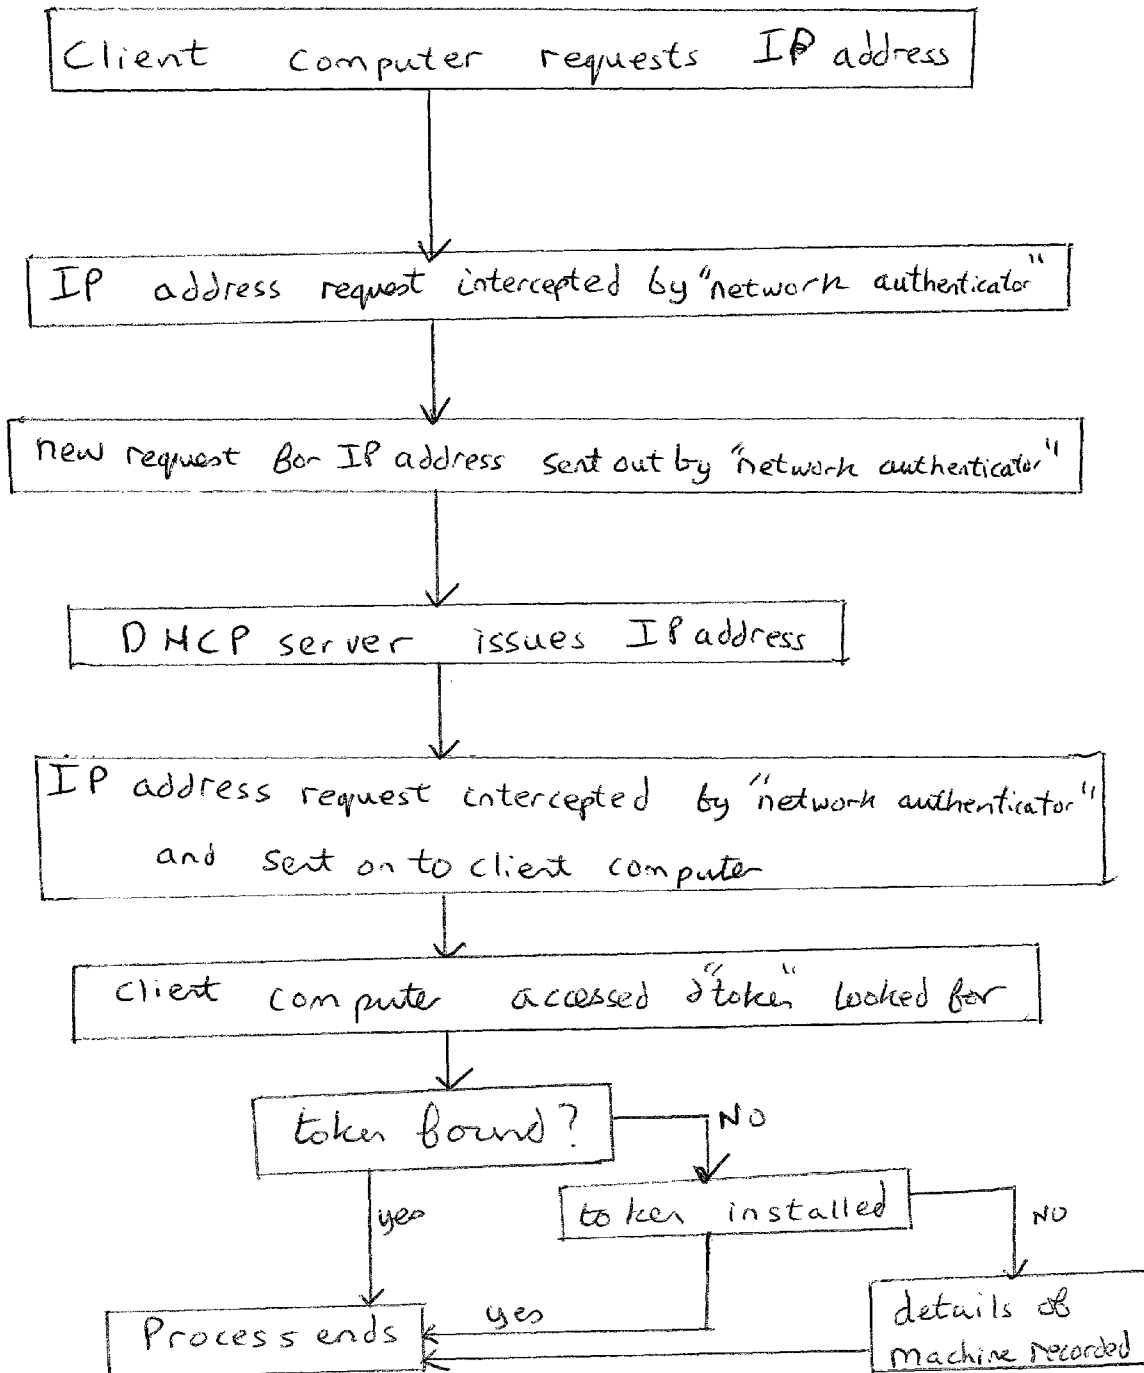 Client computer requests IP address
IP address request intercepted by "network authenticator"
new request for IP address sent out by "network authenticator"
DHCP server issues IP address
IP address request intercepted by "network authenticator"
and sent on to client computer
client computer accessed & "token" looked for
token found?
NO
token installed
yes
NO
Process ends
yes
details of
machine recorded